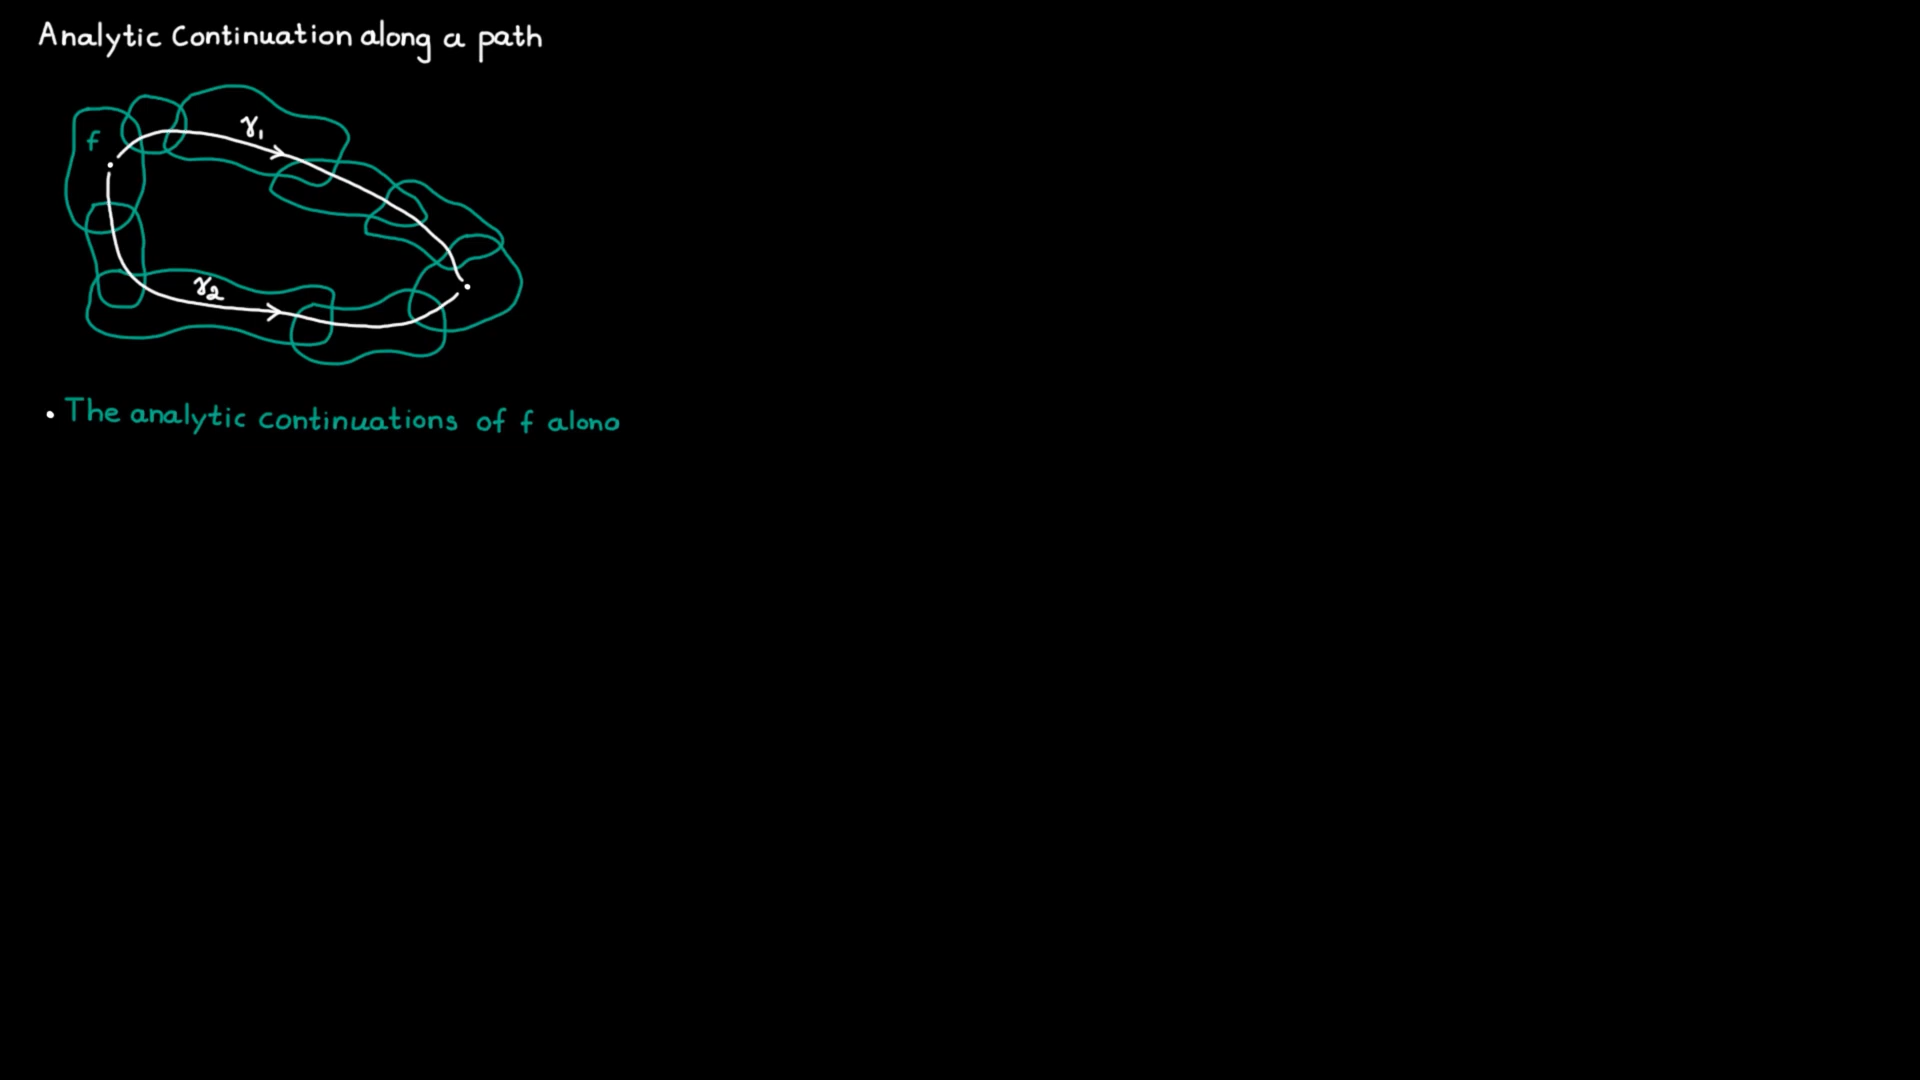 Analytic Continuation along a path
γ₁
f
γ₂
• The analytic continuations of f alono